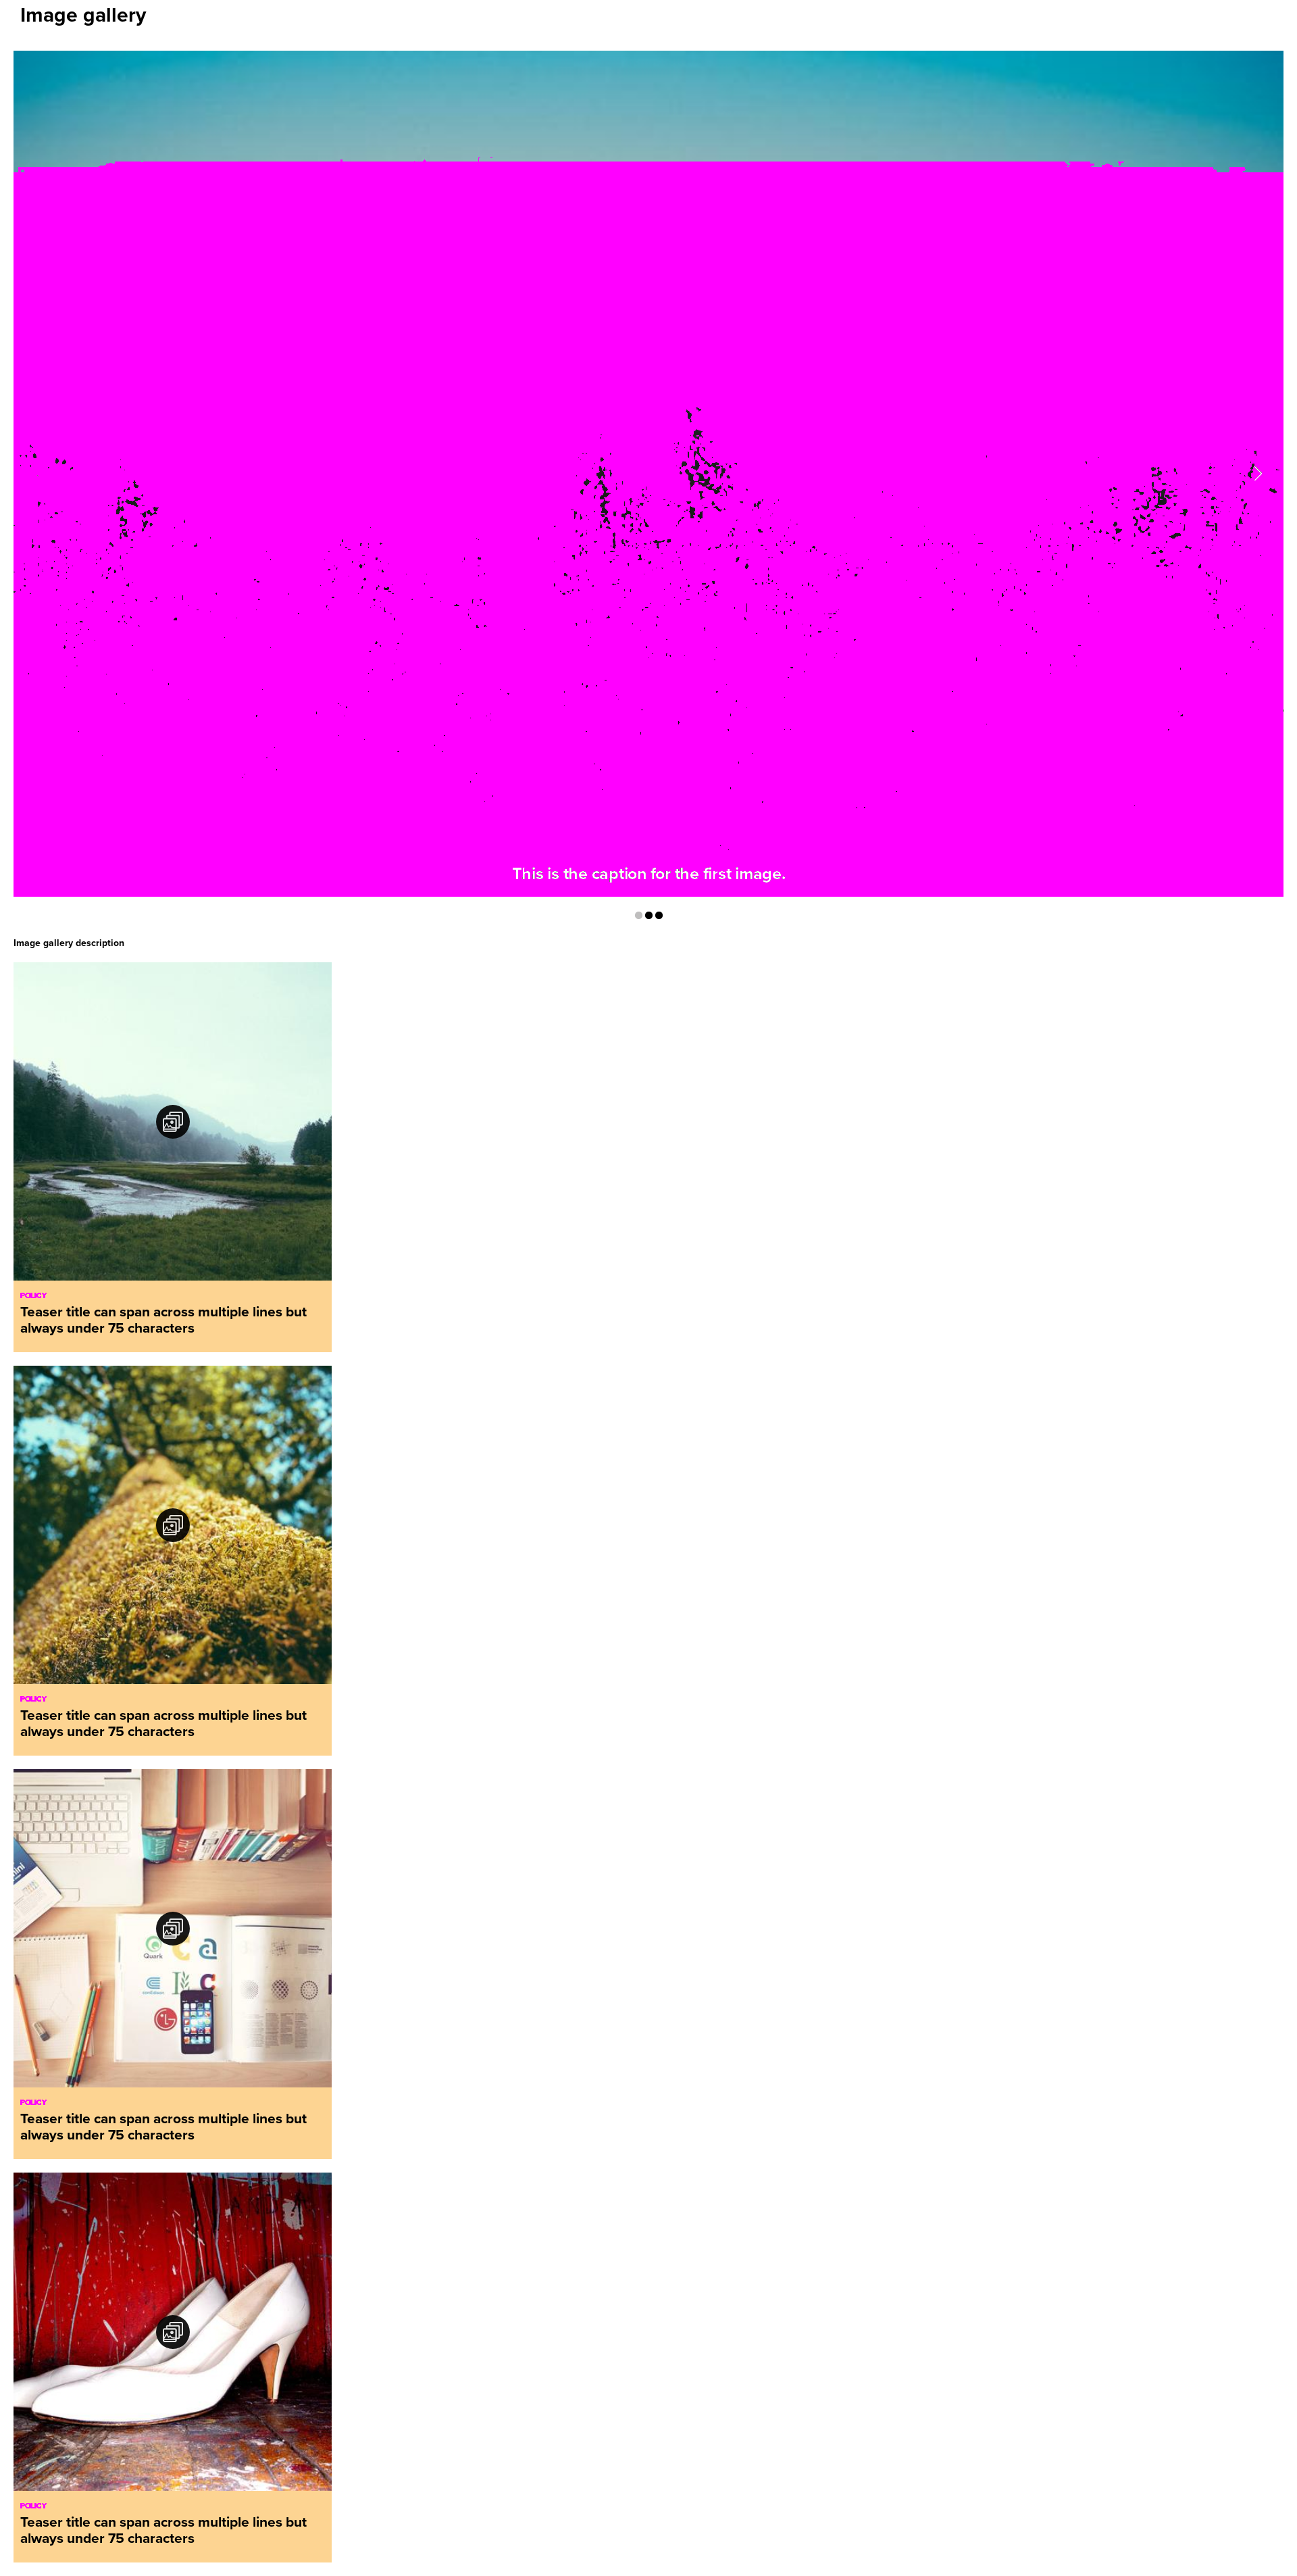 Image gallery
This is the caption for the first image.
Image gallery description
POLICY
Teaser title can span across multiple lines but
always under 75 characters
POLICY
Teaser title can span across multiple lines but
always under 75 characters
Quark
POLICY
Teaser title can span across multiple lines but
always under 75 characters
POLICY
Teaser title can span across multiple lines but
always under 75 characters